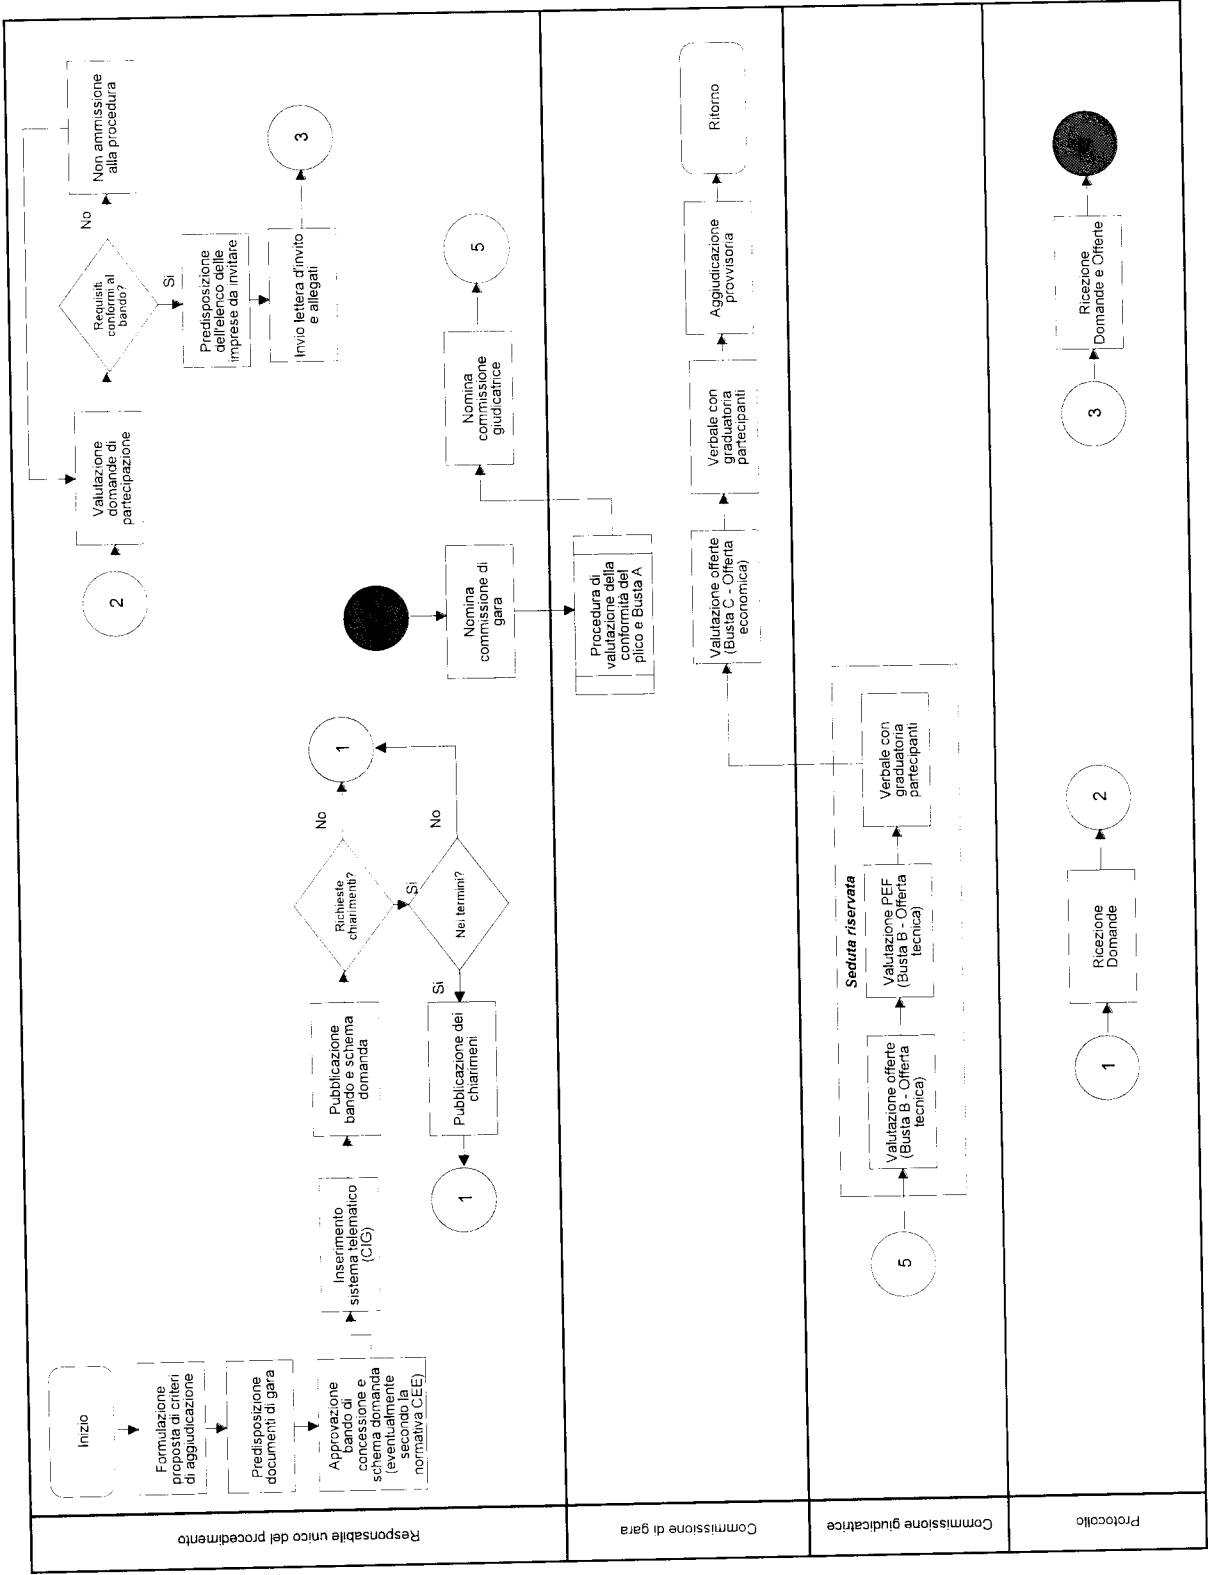 Responsabile unico del procedimento
Inizio
Formulazione
proposta di criteri
di aggiudicazione
Predisposizione
documenti di gara
Approvazione
bando di
concessione e
schema domanda
(eventualmente
secondo la
normativa CEE)
Inserimento
sistema telematico
(CIG)
Pubblicazione
bando e schema
domanda
Richieste
chiarimenti?
No
1
Si
Nei termini?
No
Si
Pubblicazione dei
chiarimeni
1
2
Valutazione
domande di
partecipazione
Requisiti
conformi al
bando?
No
Non ammissione
alla procedura
Si
Predisposizione
dell'elenco delle
imprese da invitare
Invio lettera d'invito
e allegati
3
Nomina
commissione di
gara
Nomina
commissione
giudicatrice
5
Commissione di gara
Procedura di
valutazione della
conformità del
plico e Busta A
Valutazione offerte
(Busta C - Offerta
economica)
Verbale con
graduatoria
partecipanti
Aggiudicazione
provvisoria
Ritorno
Commissione giudicatrice
5
Seduta riservata
Valutazione offerte
(Busta B - Offerta
tecnica)
Valutazione PEF
(Busta B - Offerta
tecnica)
Verbale con
graduatoria
partecipanti
Protocollo
1
Ricezione
Domande
2
3
Ricezione
Domande e Offerte